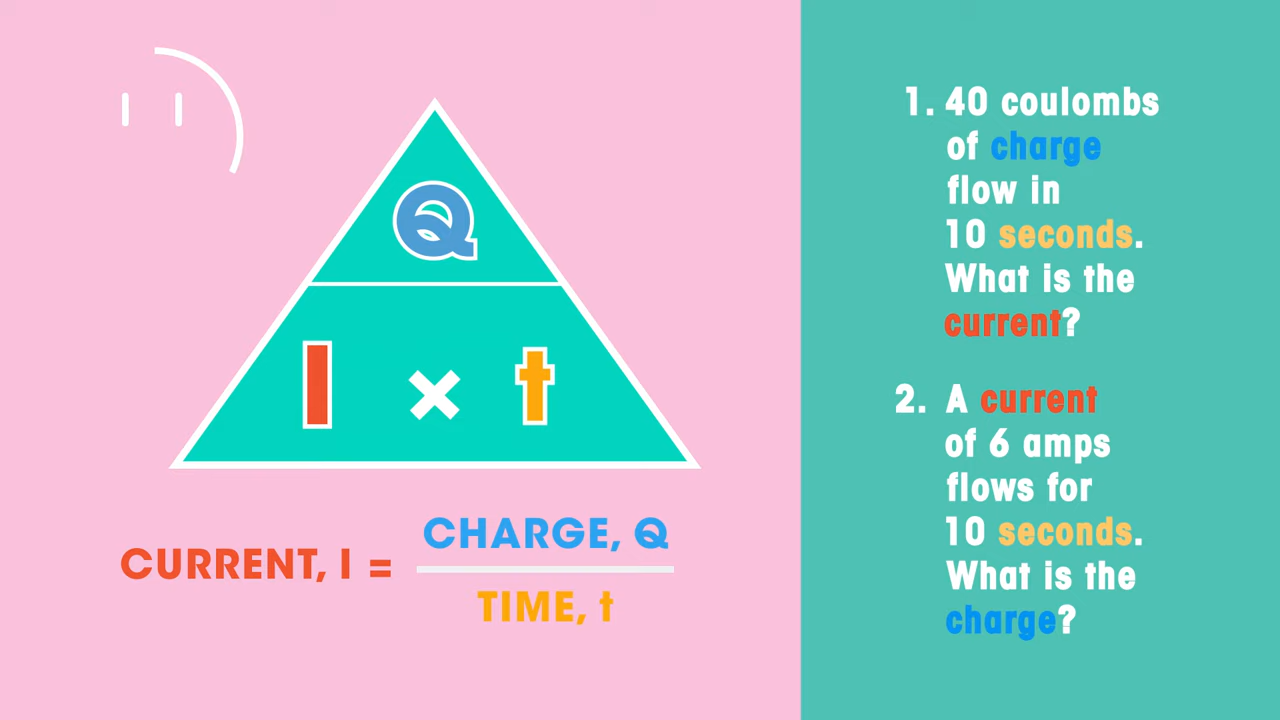 Q
I × t
CURRENT, I = CHARGE, Q
TIME, t
1. 40 coulombs
of charge
flow in
10 seconds.
What is the
current?
2. A current
of 6 amps
flows for
10 seconds.
What is the
charge?